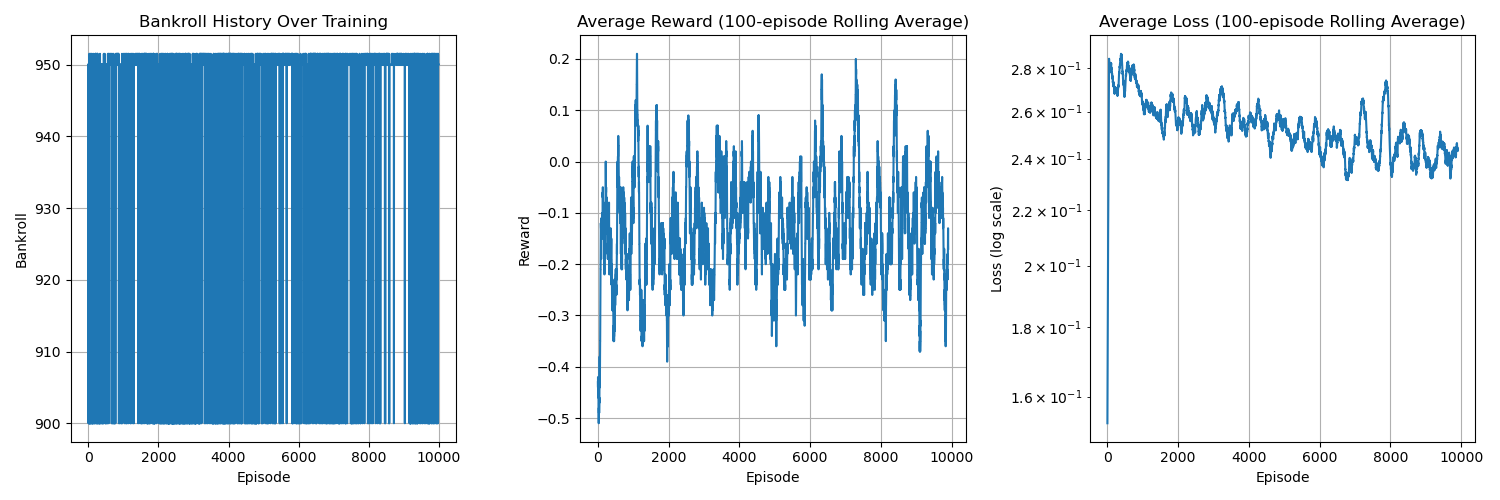 Bankroll History Over Training
950
940
930
920
910
900
Bankroll
0 2000 4000 6000 8000 10000
Episode
Average Reward (100-episode Rolling Average)
0.2
0.1
0.0
−0.1
−0.2
−0.3
−0.4
−0.5
Reward
0 2000 4000 6000 8000 10000
Episode
Average Loss (100-episode Rolling Average)
2.8 × 10⁻¹
2.6 × 10⁻¹
2.4 × 10⁻¹
2.2 × 10⁻¹
2 × 10⁻¹
1.8 × 10⁻¹
1.6 × 10⁻¹
Loss (log scale)
0 2000 4000 6000 8000 10000
Episode